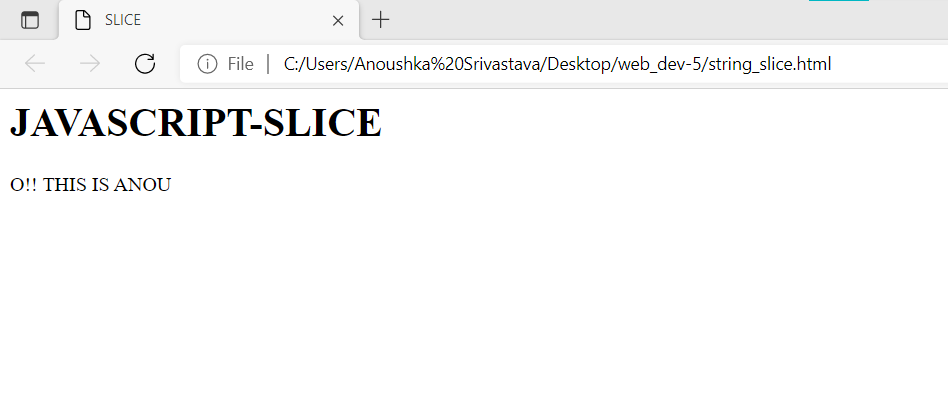 SLICE
File | C:/Users/Anoushka%20Srivastava/Desktop/web_dev-5/string_slice.html
JAVASCRIPT-SLICE
O!! THIS IS ANOU